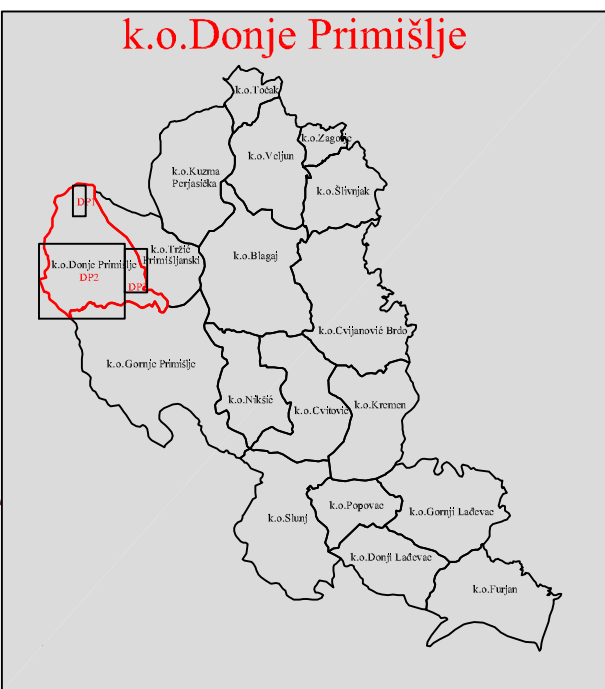 k.o.Donje Primišlje
k.o.Točak
k.o.Zagorje
k.o.Veljun
k.o.Kuzma
Perjasička
k.o.Šlivnjak
DP1
k.o.Blagaj
k.o.Tržić
Primišljanski
k.o.Donje Primišlje
DP2
k.o.Cvijanović Brdo
k.o.Gornje Primišlje
k.o.Nikšić
k.o.Cvitović
k.o.Kremen
k.o.Popovac
k.o.Gornji Lađevac
k.o.Slunj
k.o.Donji Lađevac
k.o.Furjan